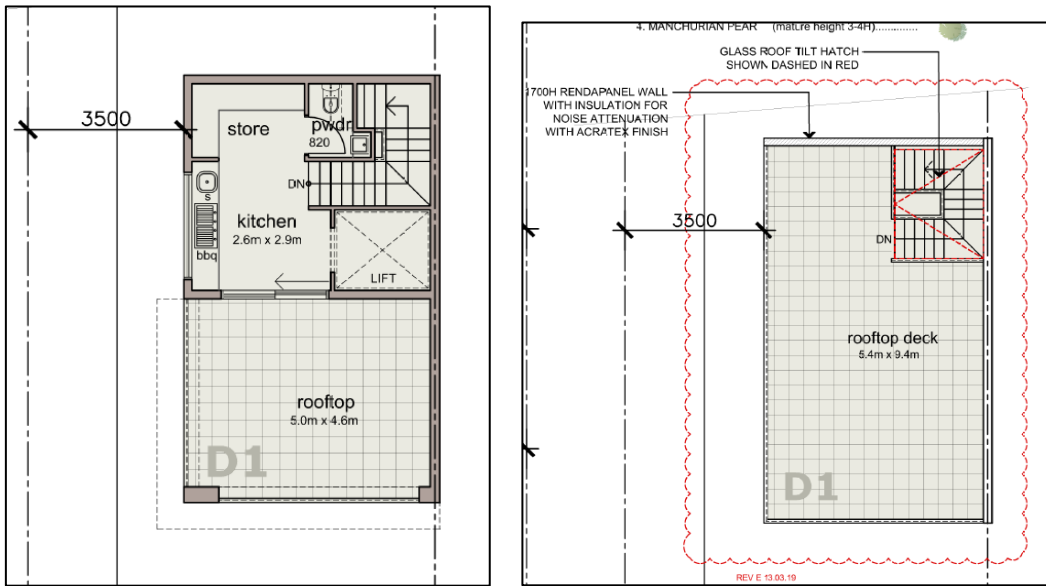 3500
store
pwdr
820
DN
S
kitchen
2.6m x 2.9m
bbq
LIFT
rooftop
5.0m x 4.6m
D1
4. MANCHURIAN PEAR (mature height 3-4H)..............
GLASS ROOF TILT HATCH
SHOWN DASHED IN RED
1700H RENDAPANEL WALL
WITH INSULATION FOR
NOISE ATTENUATION
WITH ACRATEX FINISH
3500
DN
rooftop deck
5.4m x 9.4m
D1
REV E 13.03.19